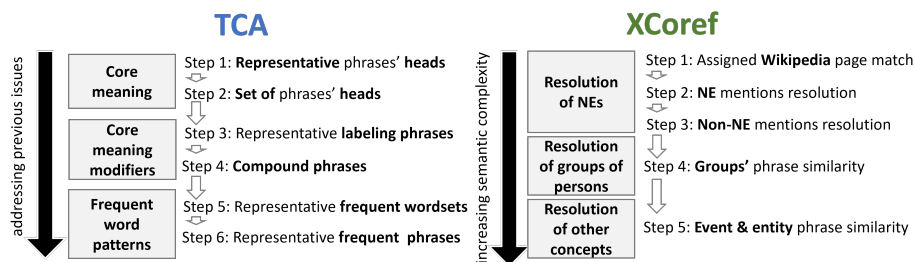 TCA
addressing previous issues
Core
meaning
Step 1: Representative phrases' heads
Step 2: Set of phrases' heads
Core
meaning
modifiers
Step 3: Representative labeling phrases
Step 4: Compound phrases
Frequent
word
patterns
Step 5: Representative frequent wordsets
Step 6: Representative frequent phrases
XCoref
increasing semantic complexity
Resolution
of NEs
Step 1: Assigned Wikipedia page match
Step 2: NE mentions resolution
Step 3: Non-NE mentions resolution
Resolution
of groups of
persons
Step 4: Groups' phrase similarity
Resolution
of other
concepts
Step 5: Event & entity phrase similarity